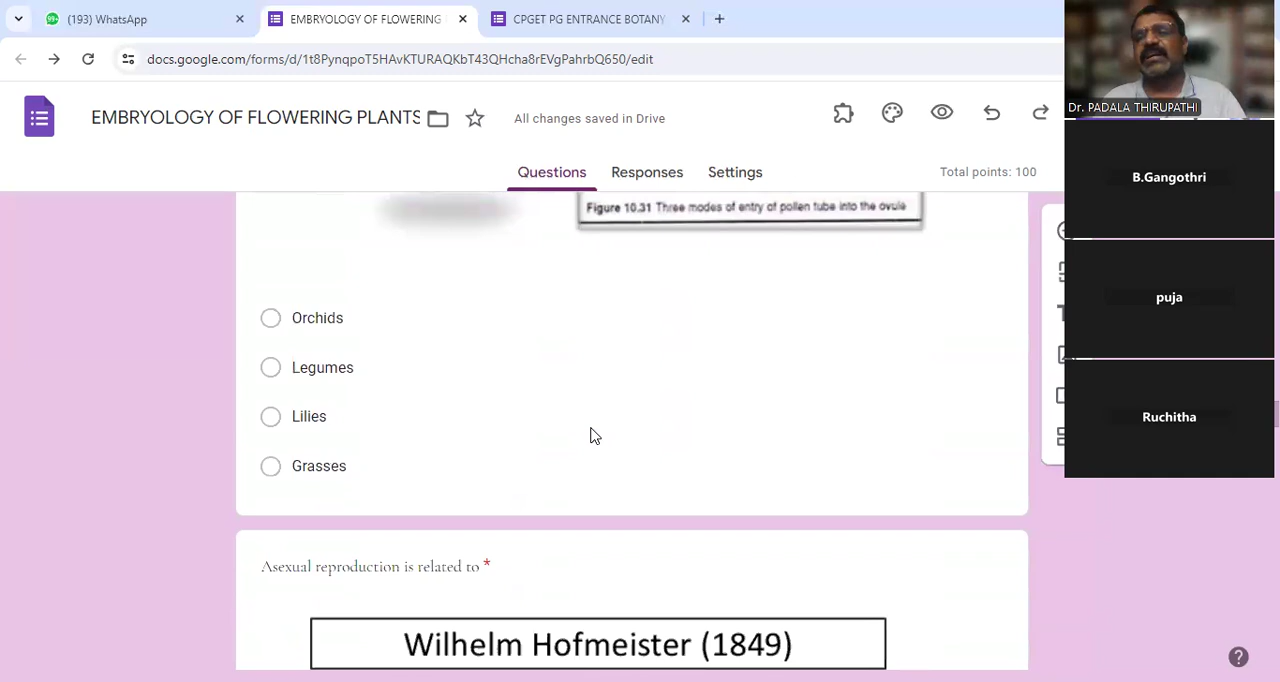 (193) WhatsApp
EMBRYOLOGY OF FLOWERING
CPGET PG ENTRANCE BOTANY
docs.google.com/forms/d/1t8PynqpoT5HAvKTURAQKbT43QHcha8rEVgPahrbQ650/edit
EMBRYOLOGY OF FLOWERING PLANTS
All changes saved in Drive
Questions
Responses
Settings
Total points: 100
Figure 10.31 Three modes of entry of pollen tube into the ovule
Orchids
Legumes
Lilies
Grasses
Asexual reproduction is related to *
Wilhelm Hofmeister (1849)
Dr. PADALA THIRUPATHI
B.Gangothri
puja
Ruchitha